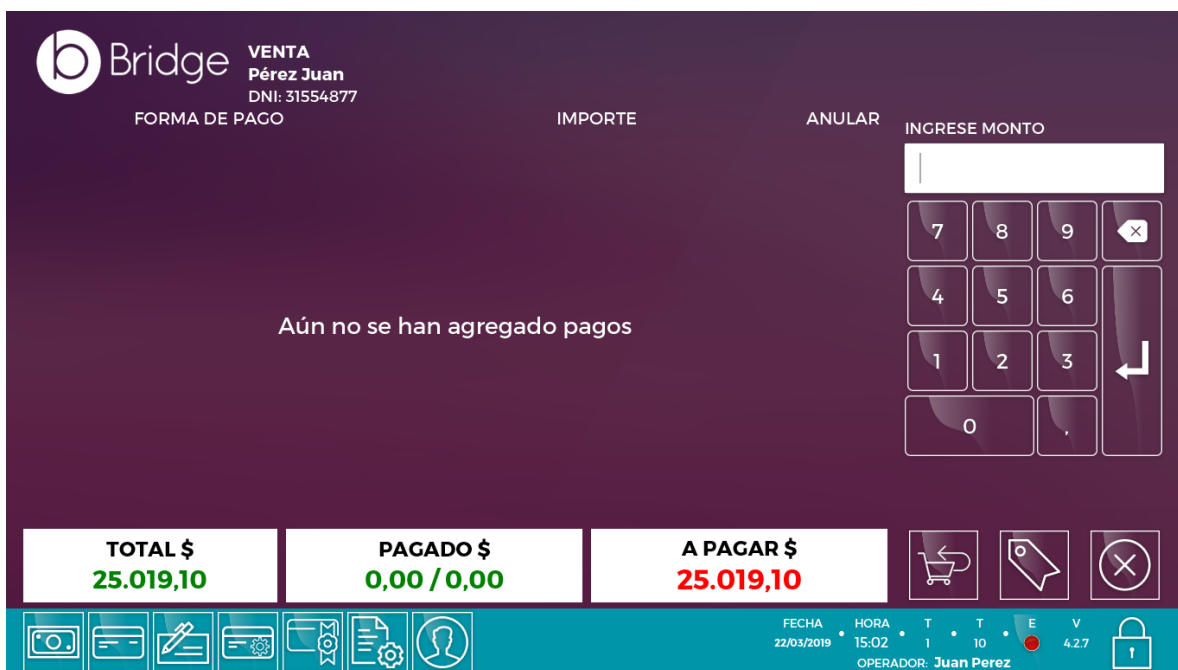 Bridge
VENTA
Pérez Juan
DNI: 31554877
FORMA DE PAGO IMPORTE ANULAR
INGRESE MONTO
7 8 9
4 5 6
Aún no se han agregado pagos
1 2 3
0 ,
TOTAL $ PAGADO $ A PAGAR $
25.019,10 0,00 / 0,00 25.019,10
FECHA HORA T T E V
22/03/2019 15:02 1 10 4.2.7
OPERADOR: Juan Perez